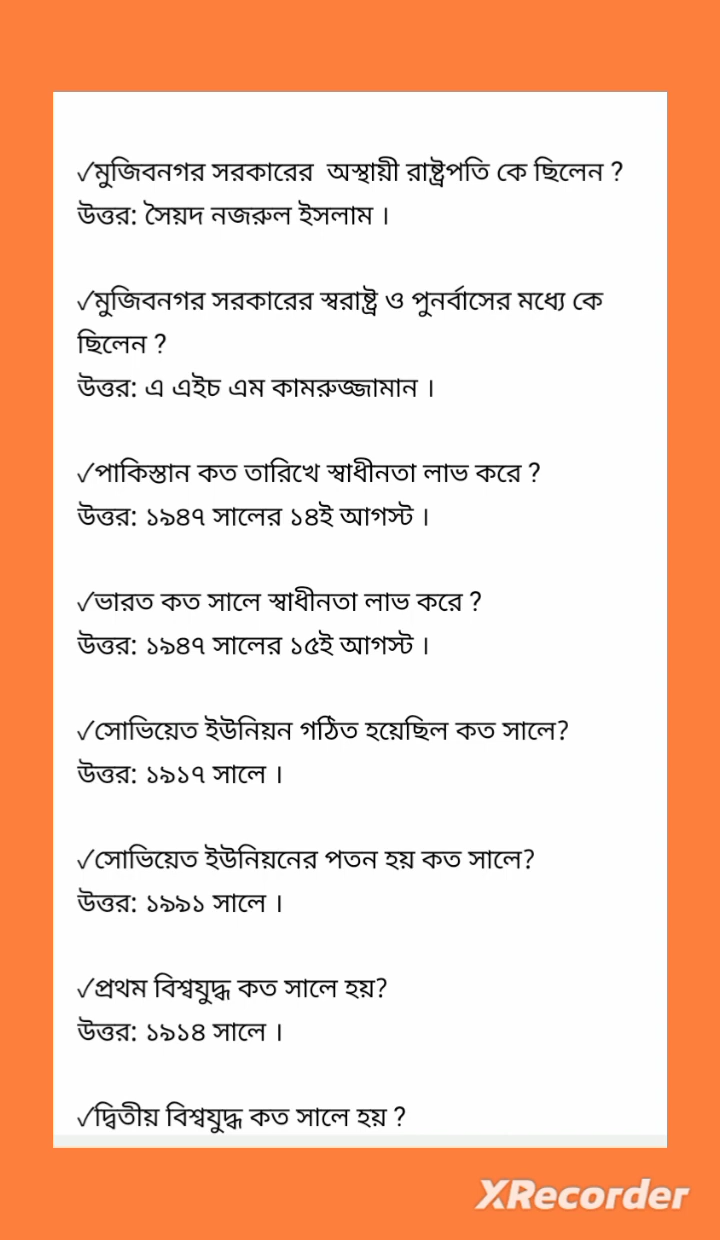 ✓মুজিবনগর সরকারের অস্থায়ী রাষ্ট্রপতি কে ছিলেন ?
উত্তর: সৈয়দ নজরুল ইসলাম ।
✓মুজিবনগর সরকারের স্বরাষ্ট্র ও পুনর্বাসের মধ্যে কে
ছিলেন ?
উত্তর: এ এইচ এম কামরুজ্জামান ।
✓পাকিস্তান কত তারিখে স্বাধীনতা লাভ করে ?
উত্তর: ১৯৪৭ সালের ১৪ই আগস্ট ।
✓ভারত কত সালে স্বাধীনতা লাভ করে ?
উত্তর: ১৯৪৭ সালের ১৫ই আগস্ট ।
✓সোভিয়েত ইউনিয়ন গঠিত হয়েছিল কত সালে?
উত্তর: ১৯১৭ সালে ।
✓সোভিয়েত ইউনিয়নের পতন হয় কত সালে?
উত্তর: ১৯৯১ সালে ।
✓প্রথম বিশ্বযুদ্ধ কত সালে হয়?
উত্তর: ১৯১৪ সালে ।
✓দ্বিতীয় বিশ্বযুদ্ধ কত সালে হয় ?
XRecorder